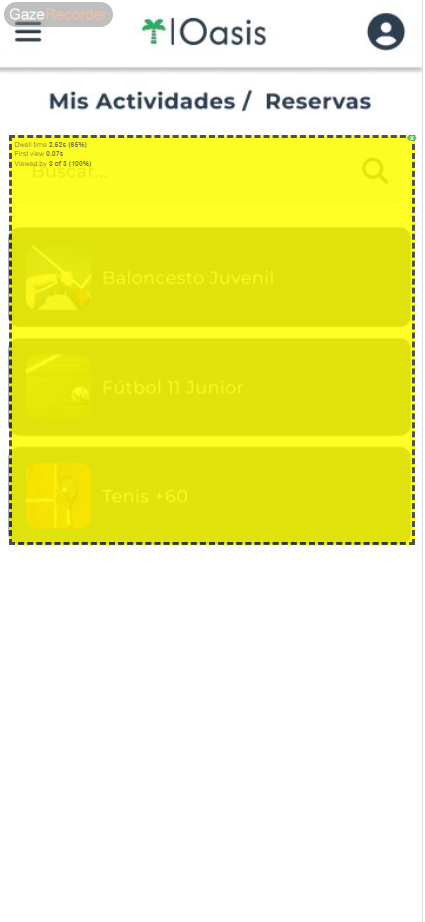 GazeRecorder
|Oasis
Mis Actividades / Reservas
Dwell time 2.62s (65%)
First view 0.07s
Viewed by 3 of 3 (100%)
Buscar...
Baloncesto Juvenil
Fútbol 11 Junior
Tenis +60